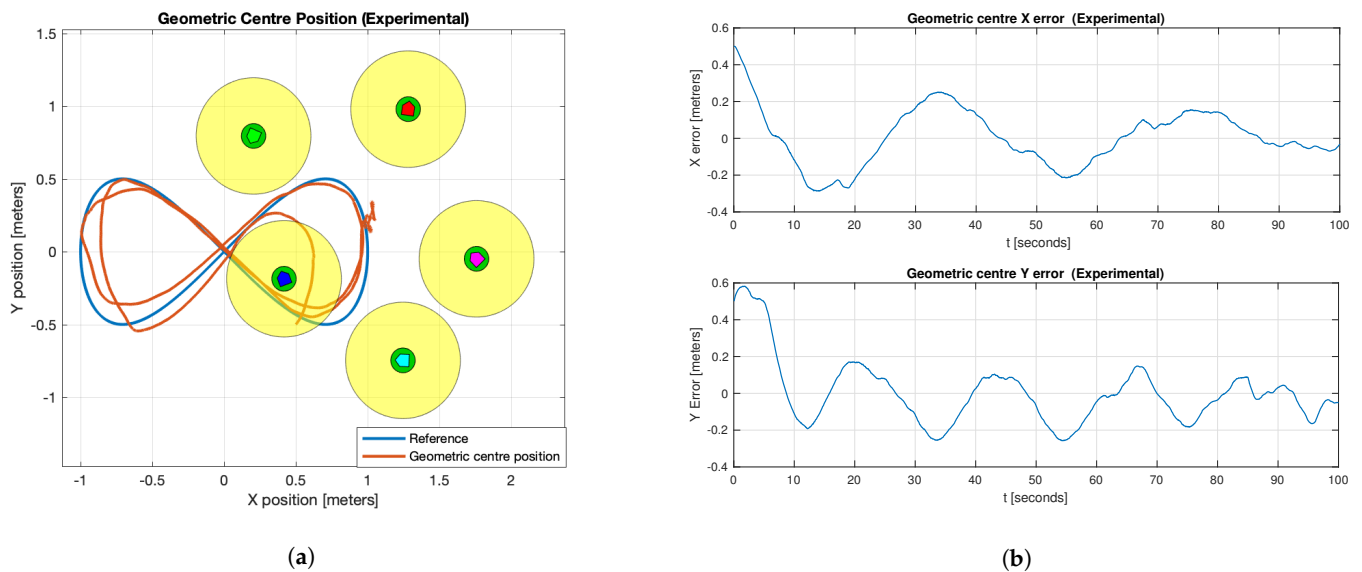 Geometric Centre Position (Experimental)
1.5
1
0.5
0
-0.5
-1
Y position [meters]
-1
-0.5
0
0.5
1
1.5
2
X position [meters]
Reference
Geometric centre position
(a)
Geometric centre X error (Experimental)
0.6
0.4
0.2
0
-0.2
-0.4
X error [metrers]
0 10 20 30 40 50 60 70 80 90 100
t [seconds]
Geometric centre Y error (Experimental)
0.6
0.4
0.2
0
-0.2
-0.4
Y Error [meters]
0 10 20 30 40 50 60 70 80 90 100
t [seconds]
(b)